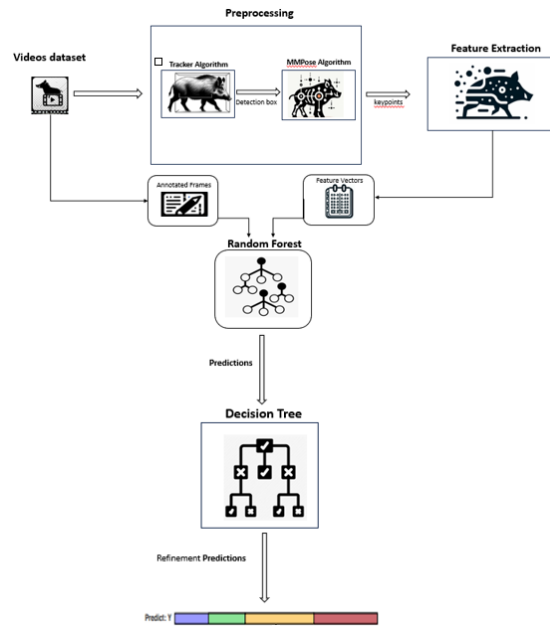 Preprocessing
Videos dataset
Feature Extraction
Tracker Algorithm
MMPose Algorithm
Detection box
keypoints
Annotated Frames
Feature Vectors
Random Forest
Predictions
Decision Tree
Refinement Predictions
Predict: Y